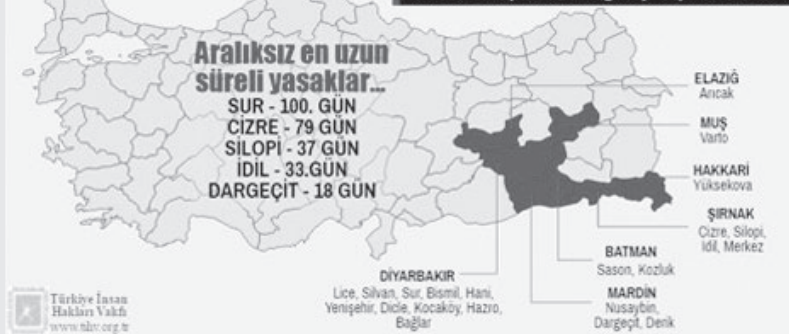 Aralıksız en uzun
süreli yasaklar...
SUR - 100. GÜN
CİZRE - 79 GÜN
SİLOPİ - 37 GÜN
İDİL - 33.GÜN
DARGEÇİT - 18 GÜN
ELAZIĞ
Arıcak
MUŞ
Varto
HAKKARİ
Yüksekova
ŞIRNAK
Cizre, Silopi,
İdil, Merkez
BATMAN
Sason, Kozluk
MARDİN
Nusaybin,
Dargeçit, Derik
DİYARBAKIR
Lice, Silvan, Sur, Bismil, Hani,
Yenişehir, Dicle, Kocaköy, Hazro,
Bağlar
Türkiye İnsan
Hakları Vakfı
www.tihv.org.tr